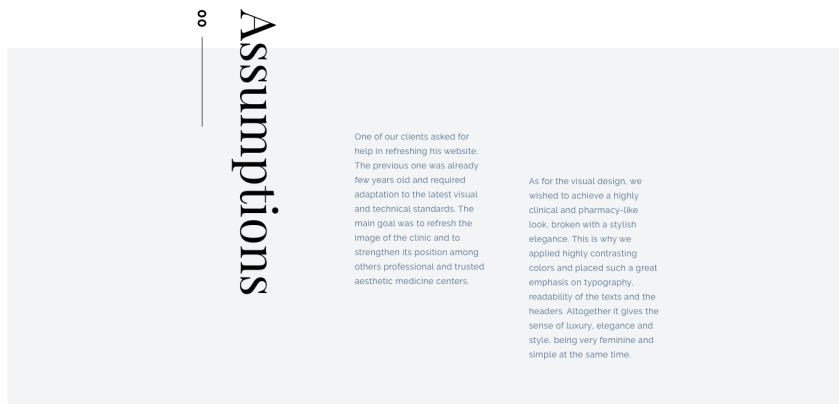 00
Assumptions
One of our clients asked for
help in refreshing his website.
The previous one was already
few years old and required
adaptation to the latest visual
and technical standards. The
main goal was to refresh the
image of the clinic and to
strengthen its position among
others professional and trusted
aesthetic medicine centers.
As for the visual design, we
wished to achieve a highly
clinical and pharmacy-like
look, broken with a stylish
elegance. This is why we
applied highly contrasting
colors and placed such a great
emphasis on typography,
readability of the texts and the
headers. Altogether it gives the
sense of luxury, elegance and
style, being very feminine and
simple at the same time.